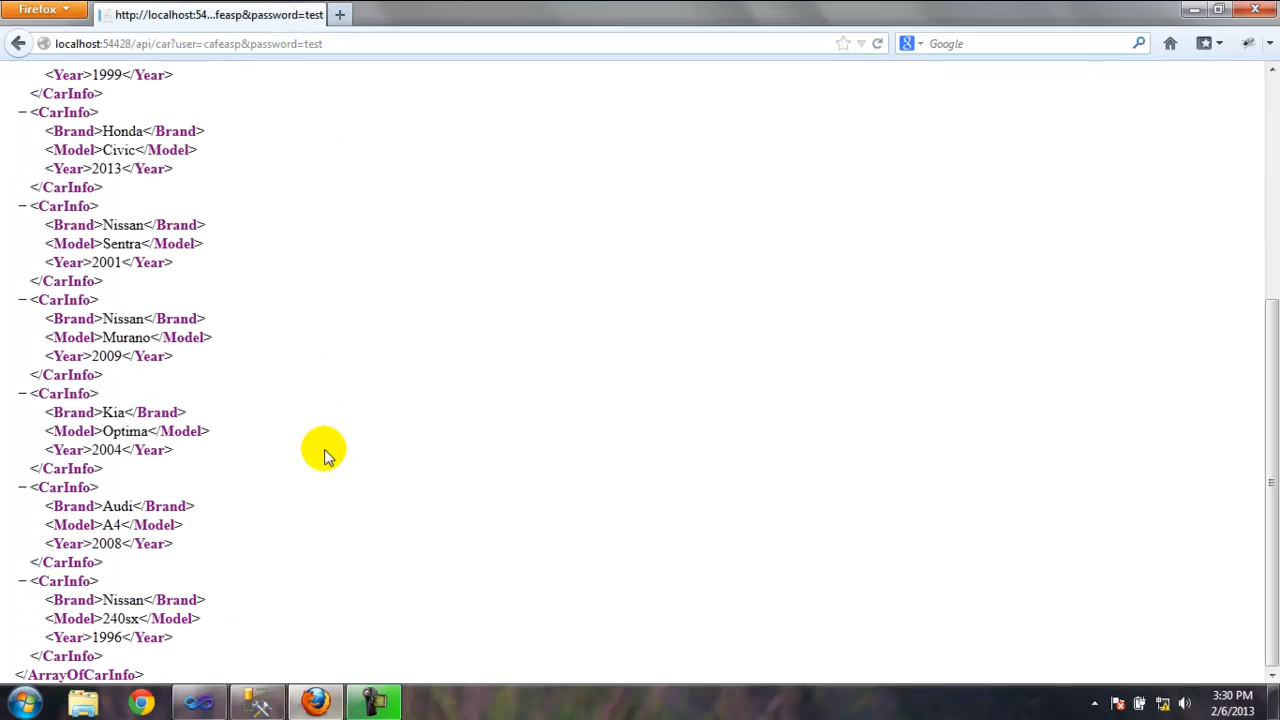 Firefox
http://localhost:54...feasp&password=test
localhost:54428/api/car?user=cafeasp&password=test
Google
<Year>1999</Year>
</CarInfo>
− <CarInfo>
<Brand>Honda</Brand>
<Model>Civic</Model>
<Year>2013</Year>
</CarInfo>
− <CarInfo>
<Brand>Nissan</Brand>
<Model>Sentra</Model>
<Year>2001</Year>
</CarInfo>
− <CarInfo>
<Brand>Nissan</Brand>
<Model>Murano</Model>
<Year>2009</Year>
</CarInfo>
− <CarInfo>
<Brand>Kia</Brand>
<Model>Optima</Model>
<Year>2004</Year>
</CarInfo>
− <CarInfo>
<Brand>Audi</Brand>
<Model>A4</Model>
<Year>2008</Year>
</CarInfo>
− <CarInfo>
<Brand>Nissan</Brand>
<Model>240sx</Model>
<Year>1996</Year>
</CarInfo>
</ArrayOfCarInfo>
3:30 PM
2/6/2013